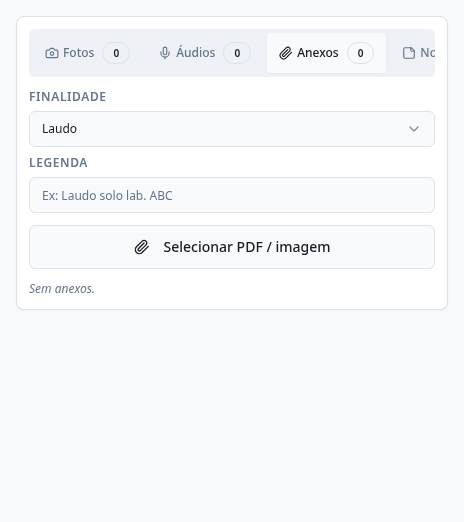 Fotos 0 Áudios 0 Anexos 0
FINALIDADE
Laudo
LEGENDA
Ex: Laudo solo lab. ABC
Selecionar PDF / imagem
Sem anexos.